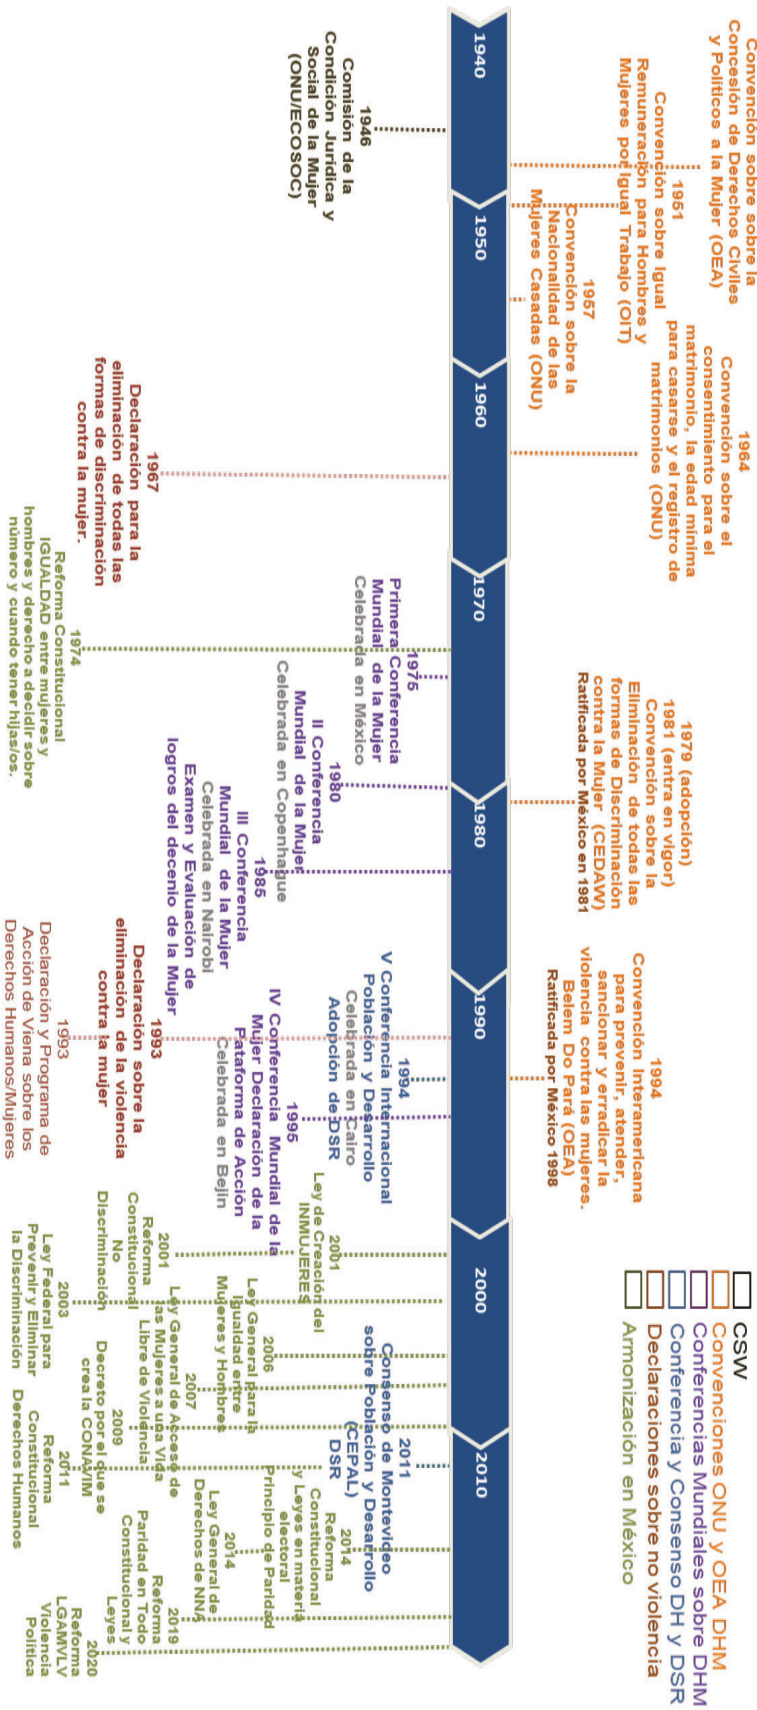 CSW
Convenciones ONU y OEA DHM
Conferencias Mundiales sobre DHM
Conferencia y Consenso DH y DSR
Declaraciones sobre no violencia
Armonización en México
Convención sobre sobre la
Concesión de Derechos Civiles
y Políticos a la Mujer (OEA)
1951
Convención sobre Igual
Remuneración para Hombres y
Mujeres por Igual Trabajo (OIT)
1957
Convención sobre la
Nacionalidad de las
Mujeres Casadas (ONU)
1964
Convención sobre el
consentimiento para el
matrimonio, la edad mínima
para casarse y el registro de
matrimonios (ONU)
1979 (adopción)
1981 (entra en vigor)
Convención sobre la
Eliminación de todas las
formas de Discriminación
contra la Mujer (CEDAW)
Ratificada por México en 1981
1994
Convención Interamericana
para prevenir, atender,
sancionar y erradicar la
violencia contra las mujeres.
Belem Do Pará (OEA)
Ratificada por México 1998
1940
1950
1960
1970
1980
1990
2000
2010
1946
Comisión de la
Condición Jurídica y
Social de la Mujer
(ONU/ECOSOC)
1967
Declaración para la
eliminación de todas las
formas de discriminación
contra la mujer.
1974
Reforma Constitucional
IGUALDAD entre mujeres y
hombres y derecho a decidir sobre
número y cuando tener hijas/os.
1975
Primera Conferencia
Mundial de la Mujer
Celebrada en México
1980
II Conferencia
Mundial de la Mujer
Celebrada en Copenhague
1985
III Conferencia
Mundial de la Mujer
Celebrada en Nairobi
Examen y Evaluación de
logros del decenio de la Mujer
1993
Declaración sobre la
eliminación de la violencia
contra la mujer
1993
Declaración y Programa de
Acción de Viena sobre los
Derechos Humanos/Mujeres
1994
V Conferencia Internacional
Población y Desarrollo
Celebrada en Cairo
Adopción de DSR
1995
IV Conferencia Mundial de la
Mujer Declaración de la
Pataforma de Acción
Celebrada en Bejin
2001
Ley de Creación del
INMUJERES
2001
Reforma
Constitucional
No
Discriminación
2003
Ley Federal para
Prevenir y Eliminar
la Discriminación
2006
Ley General para la
Igualdad entre
Mujeres y Hombres
2007
Ley General de Acceso de
las Mujeres a una Vida
Libre de Violencia
2009
Decreto por el que se
crea la CONAVIM
2011
Reforma
Constitucional
Derechos Humanos
2011
Consenso de Montevideo
sobre Población y Desarrollo
(CEPAL)
DSR
2014
Reforma
Constitucional
y Leyes en materia
electoral
Principio de Paridad
2014
Ley General de
Derechos de NNA
2019
Reforma
Paridad en Todo
Constitucional y
Leyes
2020
Reforma
LGAMVLV
Violencia
Política